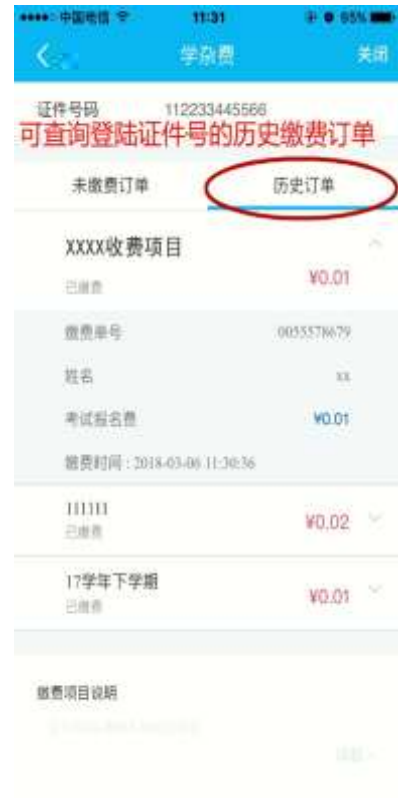 中国电信 11:31 95%
学杂费 关闭
证件号码 112233445566
可查询登陆证件号的历史缴费订单
未缴费订单 历史订单
XXXX收费项目
已缴费 ¥0.01
缴费单号 0055578679
姓名 xx
考试报名费 ¥0.01
缴费时间：2018-03-06 11:30:36
111111
已缴费 ¥0.02
17学年下学期
已缴费 ¥0.01
缴费项目说明